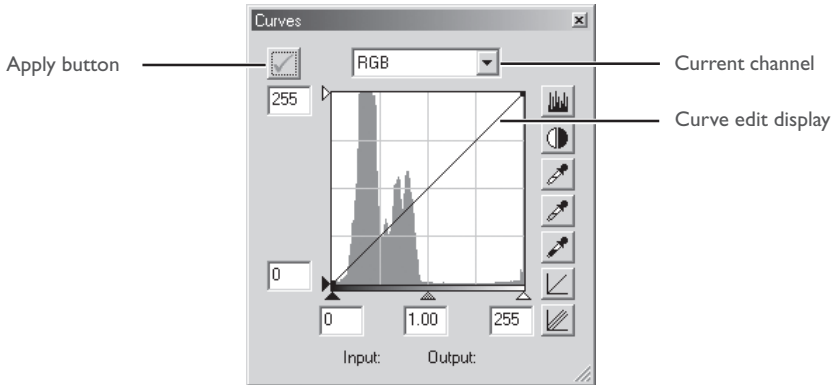 Curves
Apply button
RGB
Current channel
255
Curve edit display
0
0 1.00 255
Input: Output: